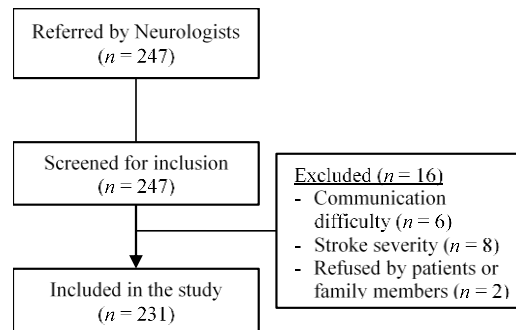 Referred by Neurologists
(n = 247)
Screened for inclusion
(n = 247)
Excluded (n = 16)
- Communication
difficulty (n = 6)
- Stroke severity (n = 8)
- Refused by patients or
family members (n = 2)
Included in the study
(n = 231)